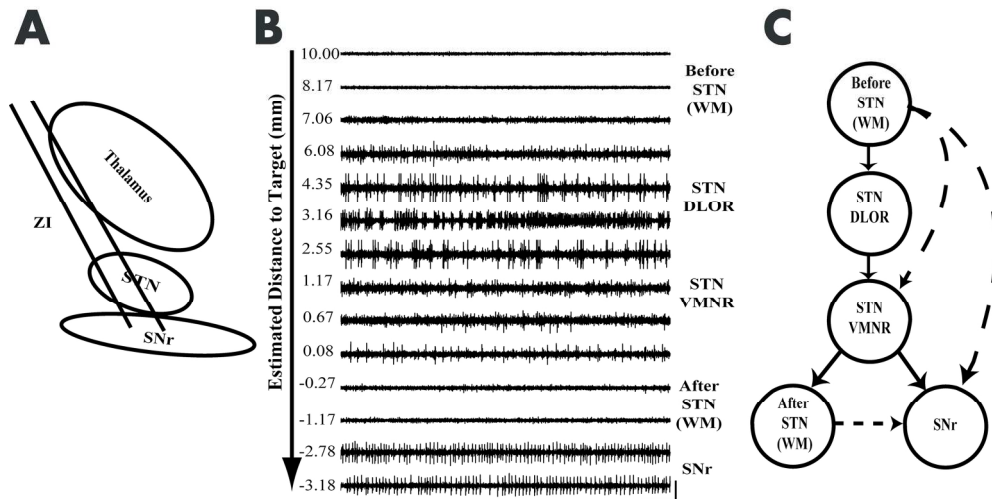 A
Thalamus
ZI
STN
SNr
B
Estimated Distance to Target (mm)
10.00
8.17
7.06
6.08
4.35
3.16
2.55
1.17
0.67
0.08
-0.27
-1.17
-2.78
-3.18
Before
STN
(WM)
STN
DLOR
STN
VMNR
After
STN
(WM)
SNr
C
Before
STN
(WM)
STN
DLOR
STN
VMNR
After
STN
(WM)
SNr